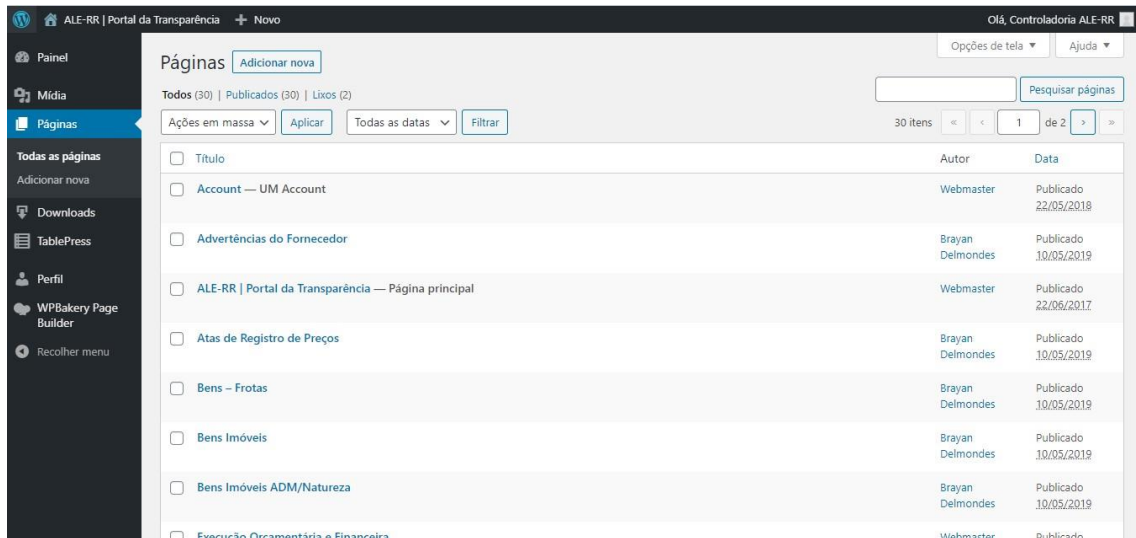 ALE-RR | Portal da Transparência + Novo Olá, Controladoria ALE-RR
Opções de tela Ajuda
Painel
Mídia
Páginas
Todas as páginas
Adicionar nova
Downloads
TablePress
Perfil
WPBakery Page
Builder
Recolher menu
Páginas Adicionar nova
Todos (30) | Publicados (30) | Lixos (2)
Pesquisar páginas
Ações em massa Aplicar Todas as datas Filtrar
30 itens « ‹ 1 de 2 › »
Título Autor Data
Account — UM Account Webmaster Publicado
22/05/2018
Advertências do Fornecedor Brayan Publicado
Delmondes 10/05/2019
ALE-RR | Portal da Transparência — Página principal Webmaster Publicado
22/06/2017
Atas de Registro de Preços Brayan Publicado
Delmondes 10/05/2019
Bens – Frotas Brayan Publicado
Delmondes 10/05/2019
Bens Imóveis Brayan Publicado
Delmondes 10/05/2019
Bens Imóveis ADM/Natureza Brayan Publicado
Delmondes 10/05/2019
Execução Orçamentária e Financeira Webmaster Publicado